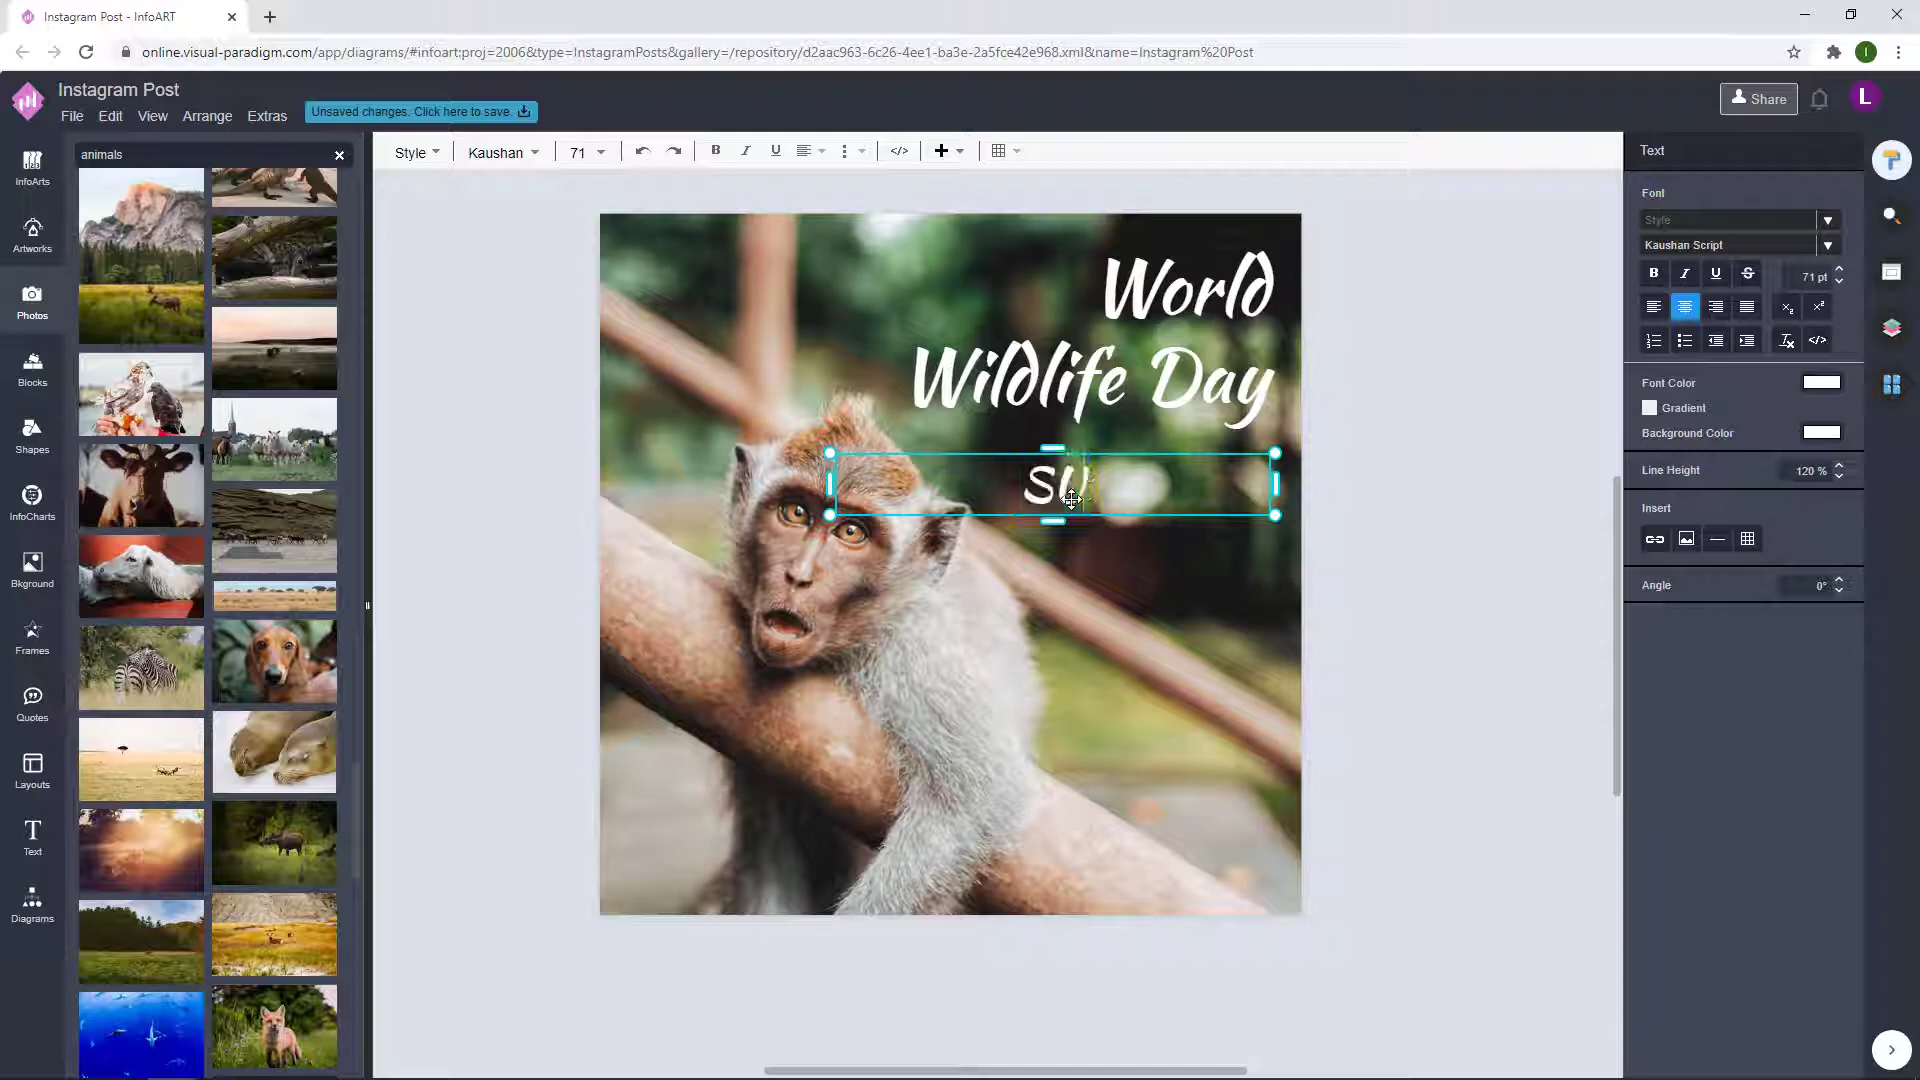 Instagram Post - InfoART
online.visual-paradigm.com/app/diagrams/#infoart:proj=2006&type=InstagramPosts&gallery=/repository/d2aac963-6c26-4ee1-ba3e-2a5fce42e968.xml&name=Instagram%20Post
I
Instagram Post
File Edit View Arrange Extras
Unsaved changes. Click here to save.
Share
L
InfoArts
Artworks
Photos
Blocks
Shapes
InfoCharts
Bkground
Frames
Quotes
Layouts
T
Text
Diagrams
animals
Style Kaushan 71 B I U </>
World
Wildlife Day
SU
Text
Font
Style
Kaushan Script
B I U S 71 pt
Font Color
Gradient
Background Color
Line Height 120 %
Insert
Angle 0°